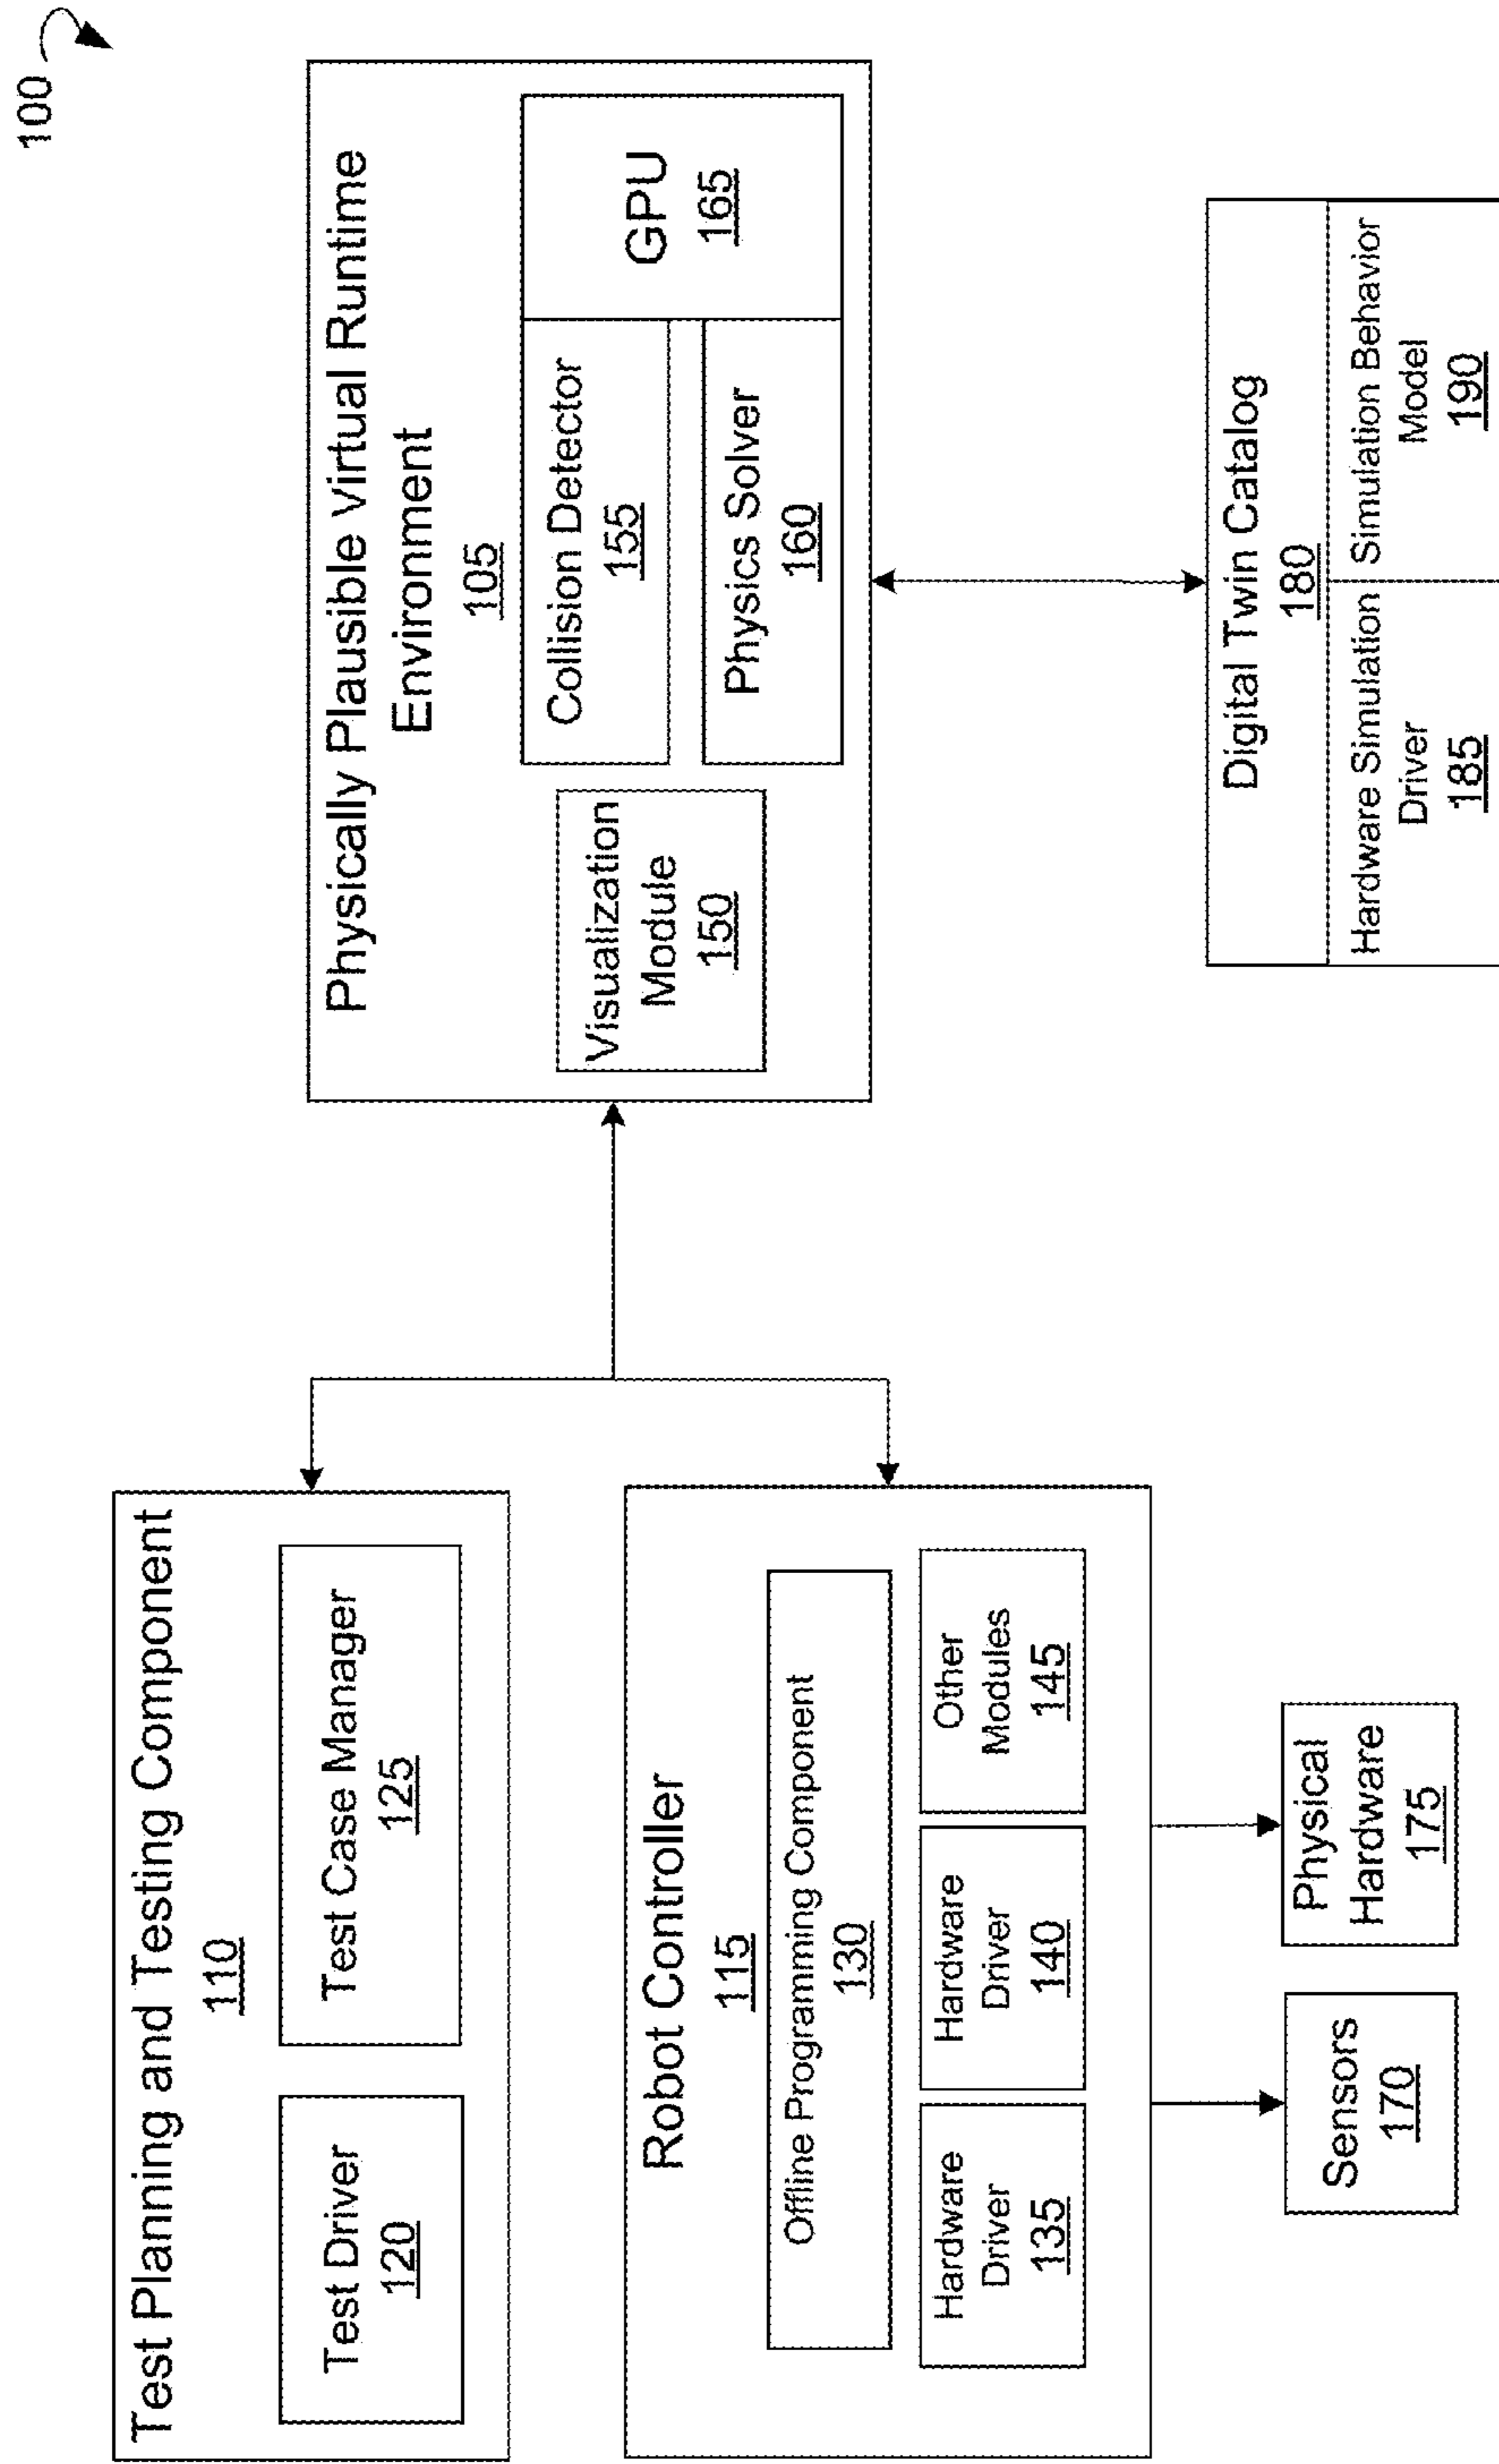 100
Test Planning and Testing Component
110
Test Driver
120
Test Case Manager
125
Robot Controller
115
Offline Programming Component
130
Hardware
Driver
135
Hardware
Driver
140
Other
Modules
145
Sensors
170
Physical
Hardware
175
Physically Plausible Virtual Runtime
Environment
105
Visualization
Module
150
Collision Detector
155
Physics Solver
160
GPU
165
Digital Twin Catalog
180
Hardware Simulation
Driver
185
Simulation Behavior
Model
190